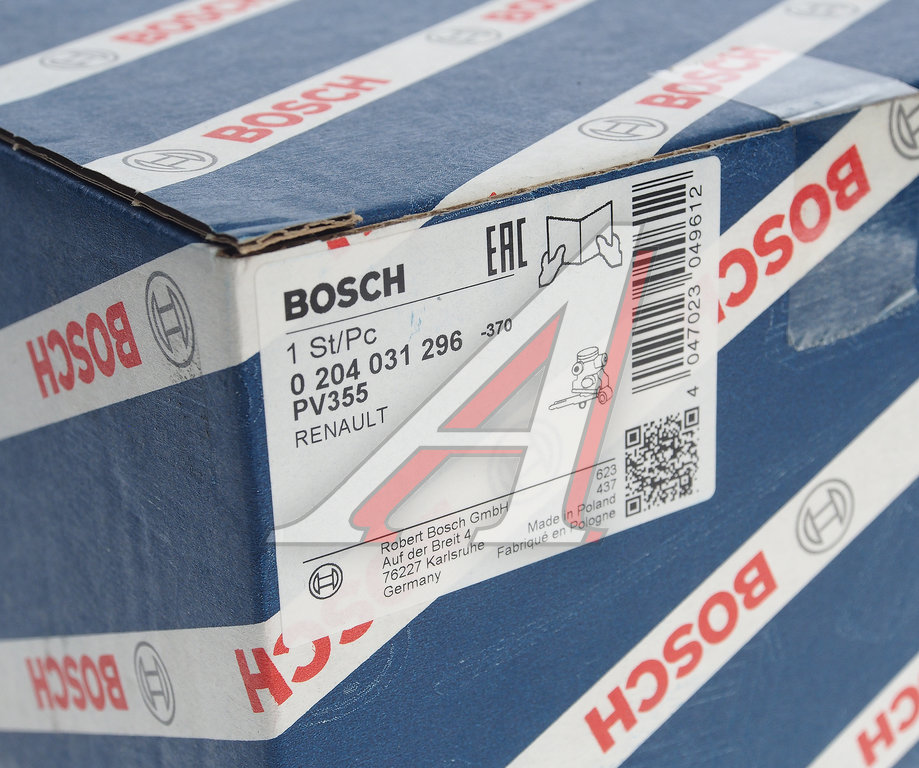 BOSCH
BOSCH
BOSCH
BOSCH
BOSCH
BOSCH
EAC
BOSCH
1 St/Pc
0 204 031 296 -370
PV355
RENAULT
4 047023 049612
623
437
Made in Poland
Fabriqué en Pologne
Robert Bosch GmbH
Auf der Breit 4
76227 Karlsruhe
Germany
BOSCH
BOSCH
BOSCH